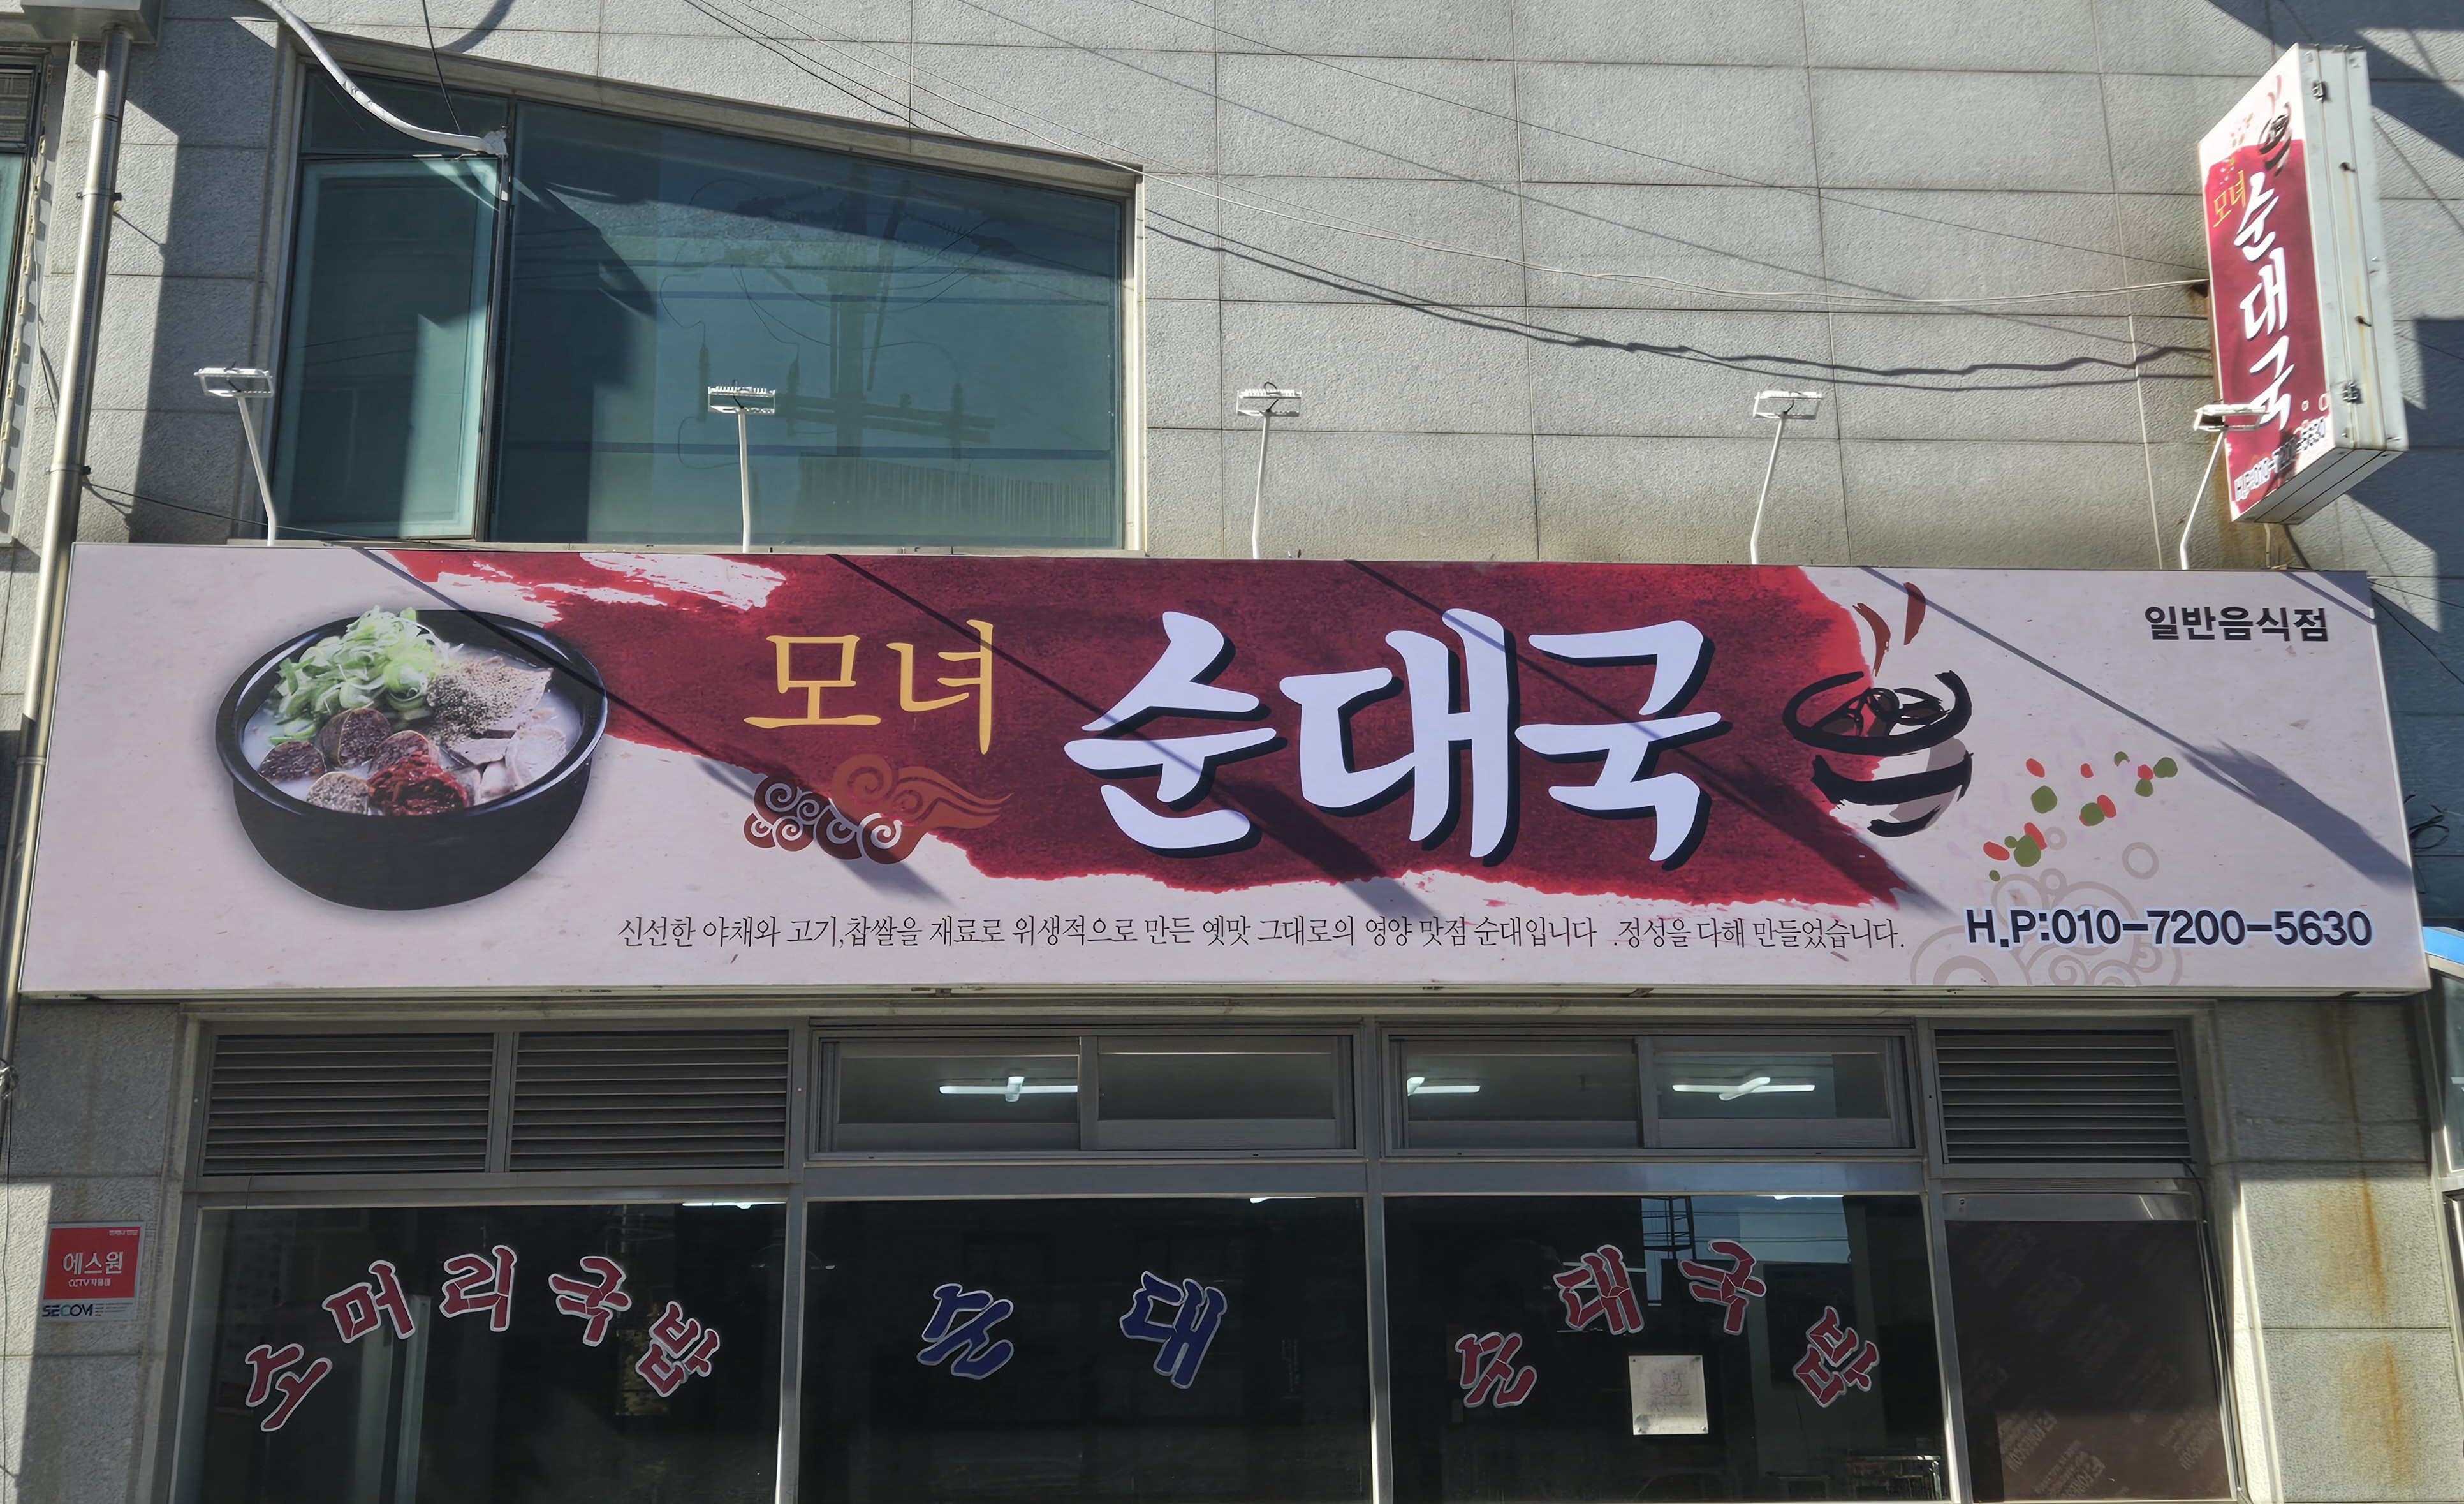 모녀 순대국
H.P:010-7200-5630
모녀 순대국
일반음식점
신선한 야채와 고기,찹쌀을 재료로 위생적으로 만든 옛맛 그대로의 영양 맛점 순대입니다 .정성을 다해 만들었습니다.
H.P:010-7200-5630
에스원
SECOM
소머리국밥
순대
순대국밥